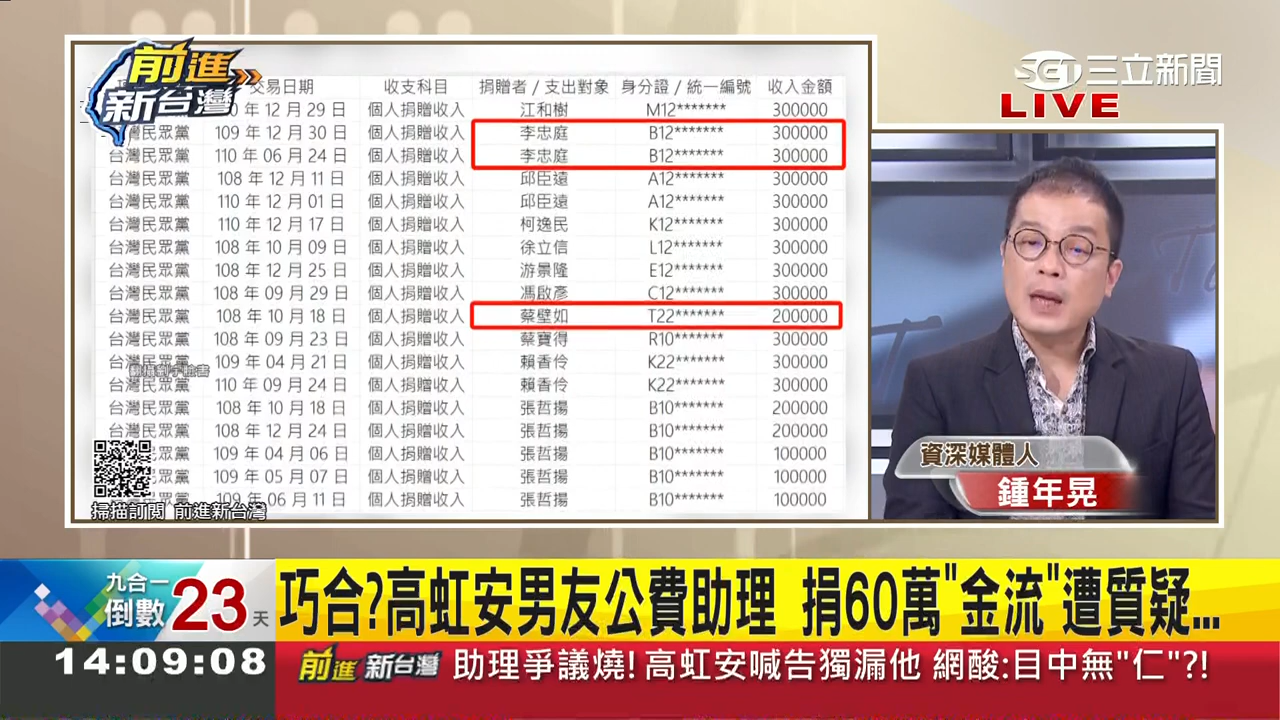 前進
新台灣
SET三立新聞
LIVE
交易日期 收支科目 捐贈者/支出對象 身分證/統一編號 收入金額
年 12 月 29 日 個人捐贈收入 江和樹 M12******* 300000
台灣民眾黨 109 年 12 月 30 日 個人捐贈收入 李忠庭 B12******* 300000
台灣民眾黨 110 年 06 月 24 日 個人捐贈收入 李忠庭 B12******* 300000
台灣民眾黨 108 年 12 月 11 日 個人捐贈收入 邱臣遠 A12******* 300000
台灣民眾黨 110 年 12 月 01 日 個人捐贈收入 邱臣遠 A12******* 300000
台灣民眾黨 110 年 12 月 17 日 個人捐贈收入 柯逸民 K12******* 300000
台灣民眾黨 108 年 10 月 09 日 個人捐贈收入 徐立信 L12******* 300000
台灣民眾黨 108 年 12 月 25 日 個人捐贈收入 游景隆 E12******* 300000
台灣民眾黨 108 年 09 月 29 日 個人捐贈收入 馮啟彥 C12******* 300000
台灣民眾黨 108 年 10 月 18 日 個人捐贈收入 蔡壁如 T22******* 200000
台灣民眾黨 108 年 09 月 23 日 個人捐贈收入 蔡寶得 R10******* 300000
台灣民眾黨 109 年 04 月 21 日 個人捐贈收入 賴香伶 K22******* 300000
台灣民眾黨 110 年 09 月 24 日 個人捐贈收入 賴香伶 K22******* 300000
台灣民眾黨 108 年 10 月 18 日 個人捐贈收入 張哲揚 B10******* 200000
台灣民眾黨 108 年 12 月 24 日 個人捐贈收入 張哲揚 B10******* 200000
台灣民眾黨 109 年 04 月 06 日 個人捐贈收入 張哲揚 B10******* 100000
台灣民眾黨 109 年 05 月 07 日 個人捐贈收入 張哲揚 B10******* 100000
台灣民眾黨 109 年 06 月 11 日 個人捐贈收入 張哲揚 B10******* 100000
掃描訂閱 前進新台灣
資深媒體人
鍾年晃
九合一
倒數 23 天
巧合?高虹安男友公費助理 捐60萬"金流"遭質疑...
14:09:08
前進新台灣 助理爭議燒! 高虹安喊告獨漏他 網酸:目中無"仁"?!